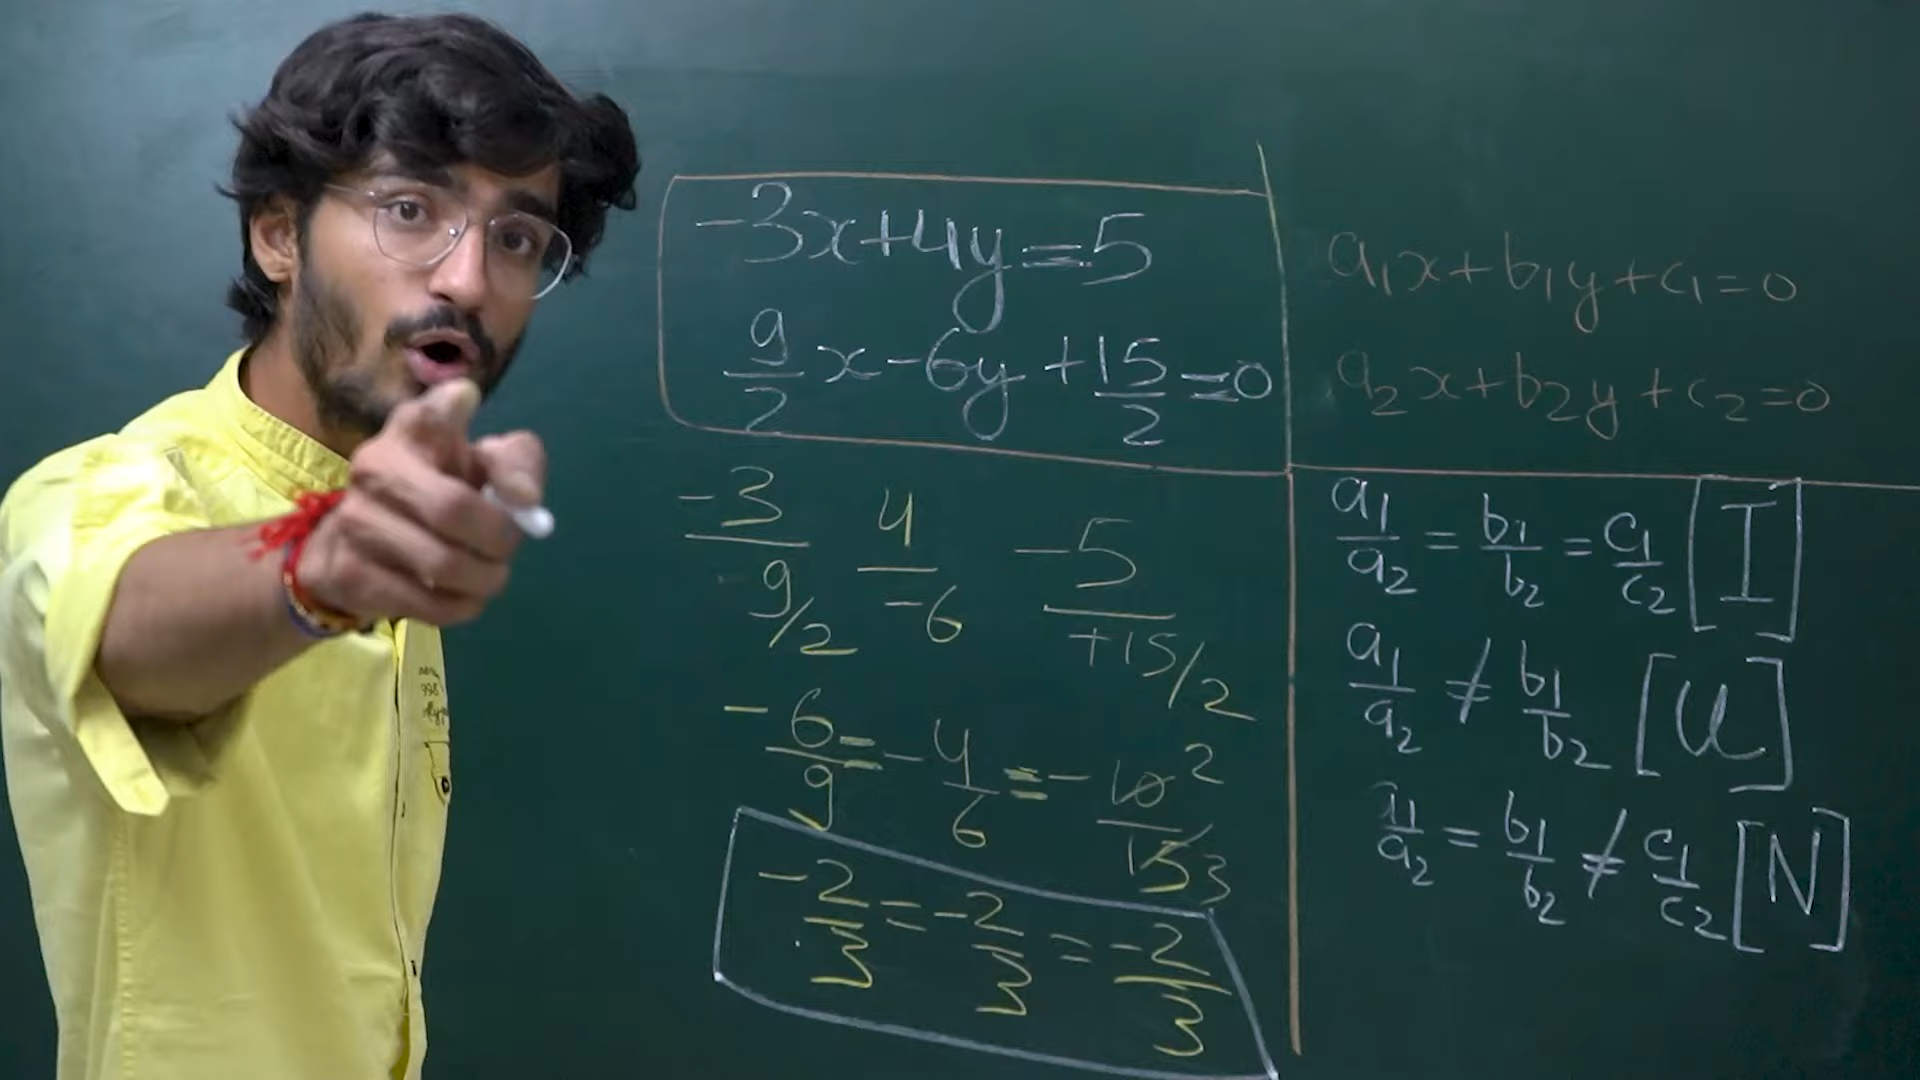 -3x+4y=5
9/2 x-6y+15/2=0
-3/9/2 4/-6 -5/+15/2
-6/9=-4/6=-10/15 2 3
-2/3=-2/3=-2/3
a₁x+b₁y+c₁=0
a₂x+b₂y+c₂=0
a₁/a₂=b₁/b₂=c₁/c₂ [I]
a₁/a₂≠b₁/b₂ [U]
a₁/a₂=b₁/b₂≠c₁/c₂ [N]